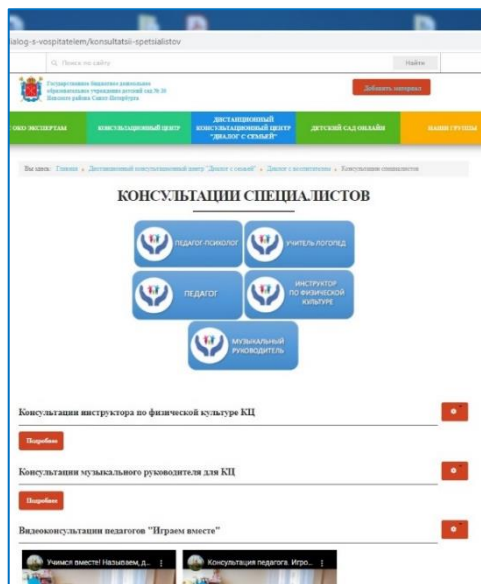 ialog-s-vospitatelem/konsultatsii-spetsialistov
Поиск по сайту
Найти
Государственное бюджетное дошкольное
образовательное учреждение детский сад №
района Санкт-Петербурга
Добавить материал
ОКО ЭКСПЕРТАМ
КОНСУЛЬТАЦИОННЫЙ ЦЕНТР
ДИСТАНЦИОННЫЙ
КОНСУЛЬТАЦИОННЫЙ ЦЕНТР
"ДИАЛОГ С СЕМЬЕЙ"
ДЕТСКИЙ САД ОНЛАЙН
НАШИ ГРУППЫ
Вы здесь: Главная Дистанционный консультационный центр "Диалог с семьей" Диалог с воспитателем Консультации специалистов
КОНСУЛЬТАЦИИ СПЕЦИАЛИСТОВ
ПЕДАГОГ-ПСИХОЛОГ
УЧИТЕЛЬ-ЛОГОПЕД
ПЕДАГОГ
ИНСТРУКТОР
ПО ФИЗИЧЕСКОЙ
КУЛЬТУРЕ
МУЗЫКАЛЬНЫЙ
РУКОВОДИТЕЛЬ
Консультации инструктора по физической культуре КЦ
Подробнее
Консультации музыкального руководителя для КЦ
Подробнее
Видеоконсультации педагогов "Играем вместе"
Учимся вместе! Называем, д...
Консультация педагога. Игро...